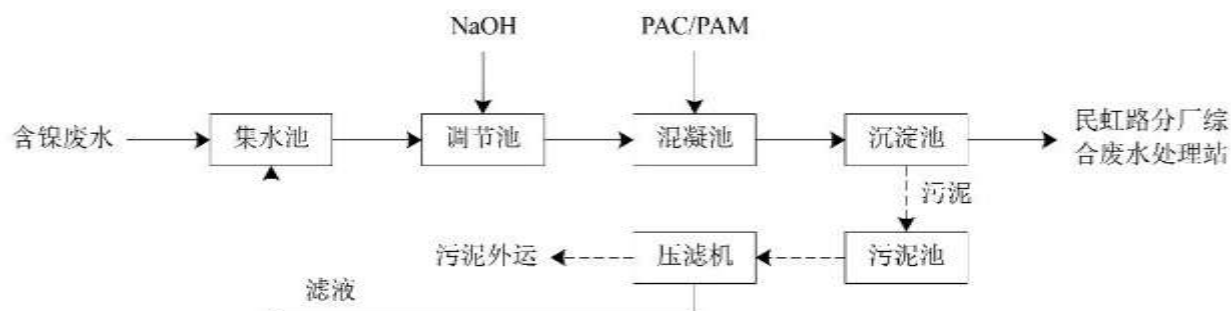 NaOH
PAC/PAM
含镍废水
集水池
调节池
混凝池
沉淀池
民虹路分厂综
合废水处理站
污泥
污泥外运
压滤机
污泥池
滤液